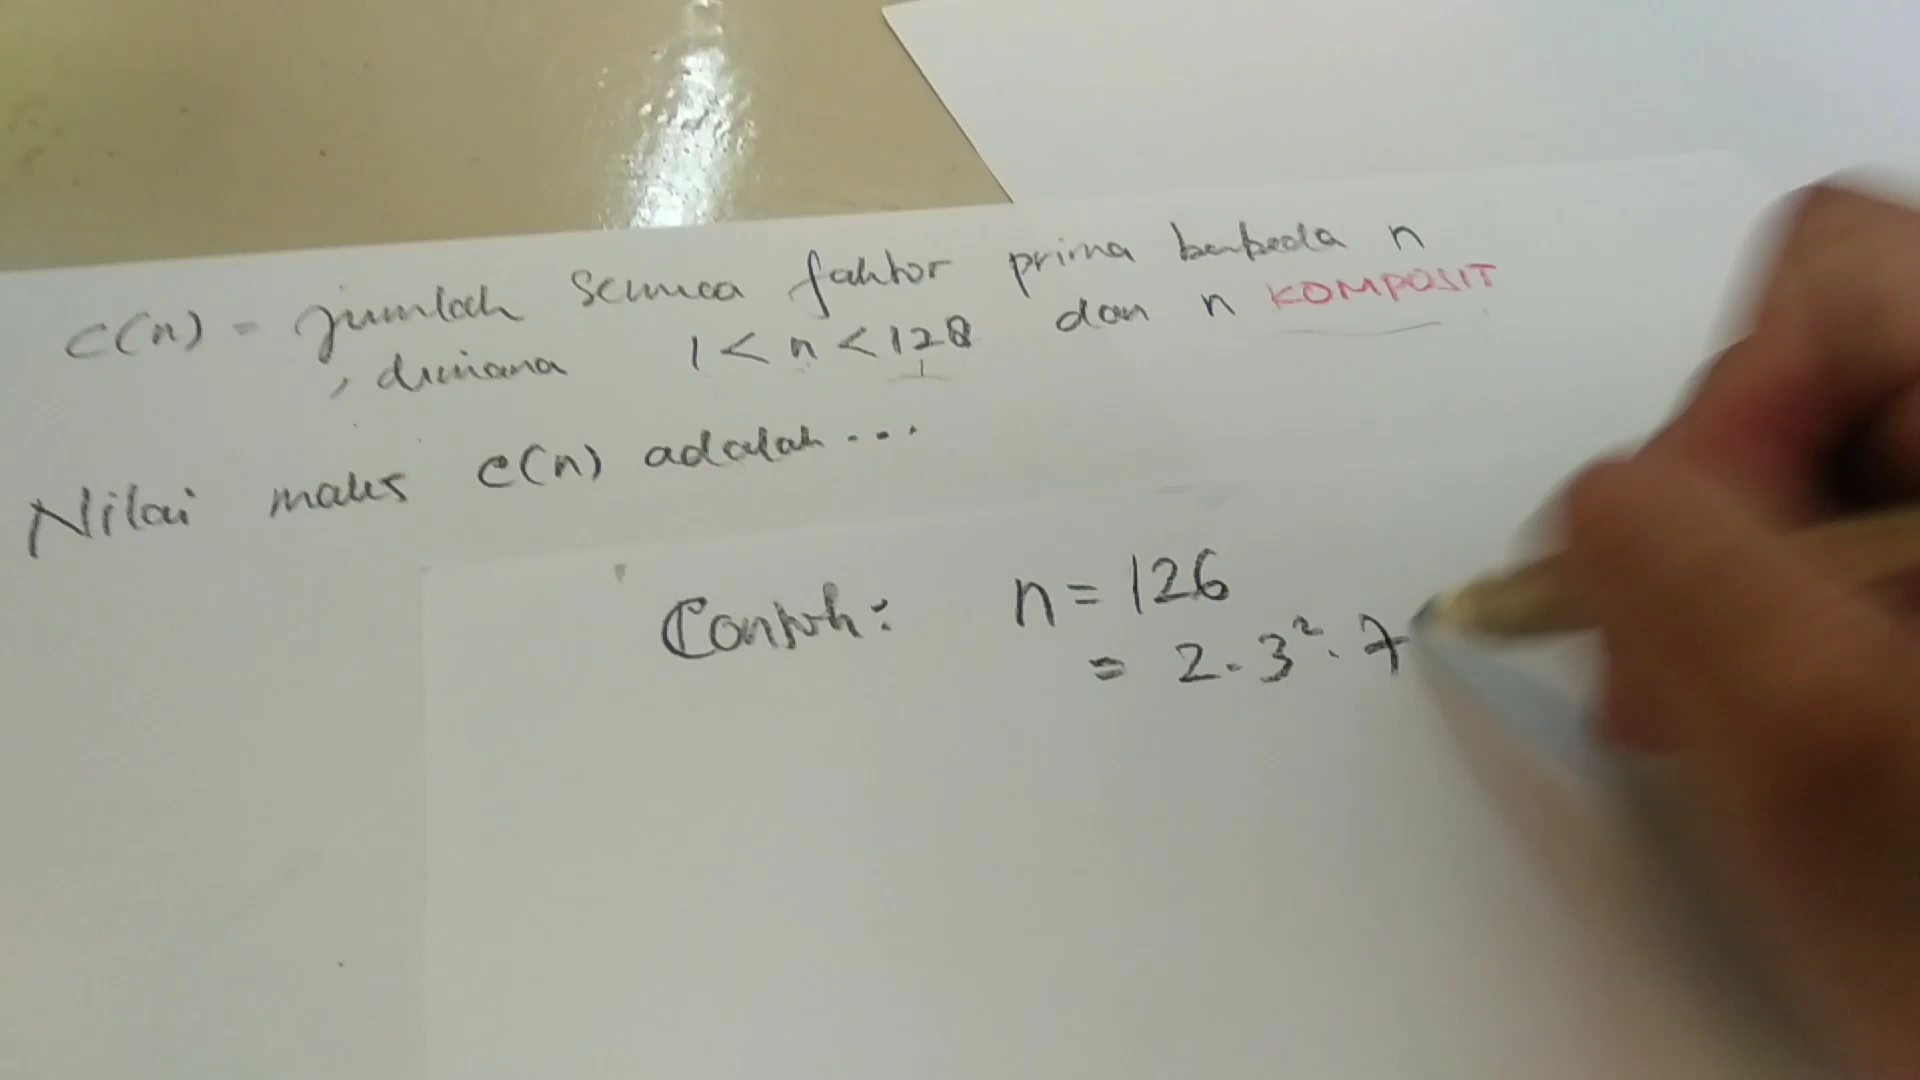 C(n) = jumlah semua faktor prima berbeda n
, dimana 1 < n < 128 dan n KOMPOSIT
Nilai maks C(n) adalah...
Contoh: n = 126
= 2 . 3² . 7